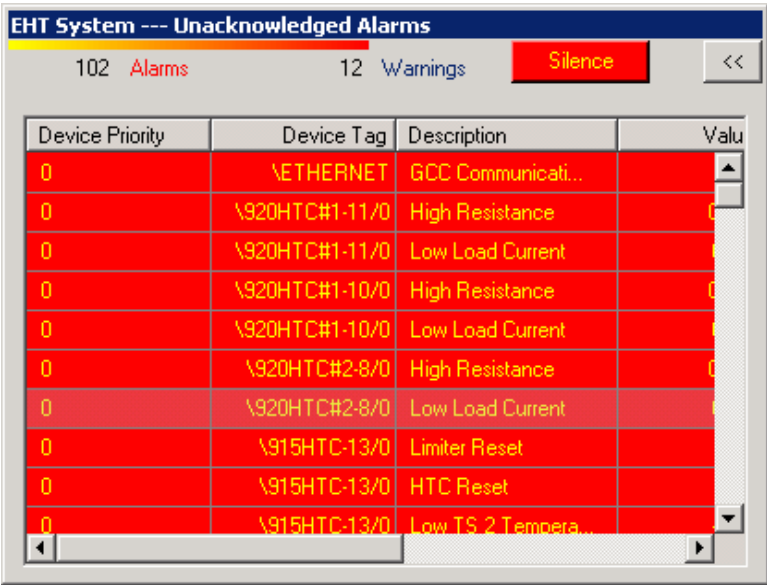 EHT System --- Unacknowledged Alarms
102 Alarms 12 Warnings Silence <<
Device Priority Device Tag Description Valu
0 \ETHERNET GCC Communicati...
0 \920HTC#1-11/0 High Resistance
0 \920HTC#1-11/0 Low Load Current
0 \920HTC#1-10/0 High Resistance
0 \920HTC#1-10/0 Low Load Current
0 \920HTC#2-8/0 High Resistance
0 \920HTC#2-8/0 Low Load Current
0 \915HTC-13/0 Limiter Reset
0 \915HTC-13/0 HTC Reset
0 \915HTC-13/0 Low TS 2 Tempera...